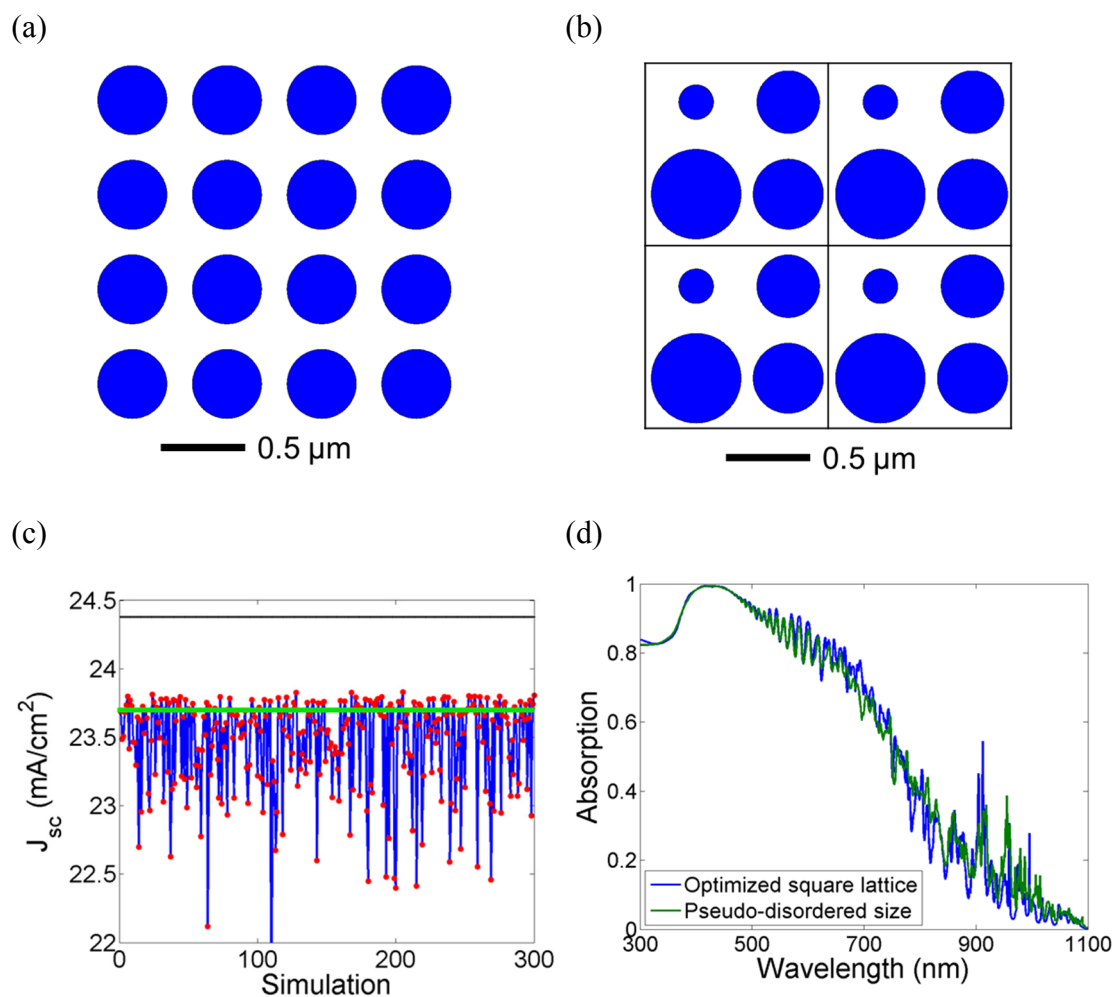 (a)
(b)
0.5 µm
0.5 µm
(c)
(d)
24.5
24
23.5
23
22.5
22
0
100
200
300
J_sc (mA/cm²)
Simulation
1
0.8
0.6
0.4
0.2
0
300
500
700
900
1100
Absorption
Wavelength (nm)
Optimized square lattice
Pseudo-disordered size